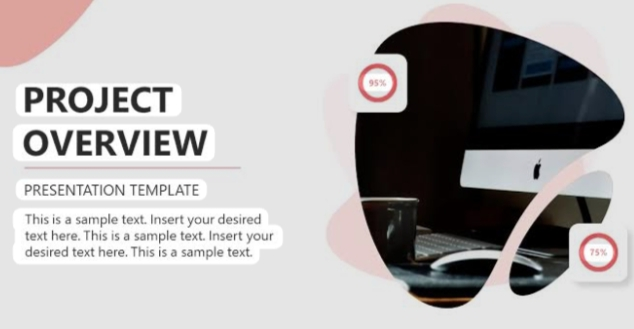 PROJECT
OVERVIEW
PRESENTATION TEMPLATE
This is a sample text. Insert your desired
text here. This is a sample text. Insert your
desired text here. This is a sample text.
95%
75%